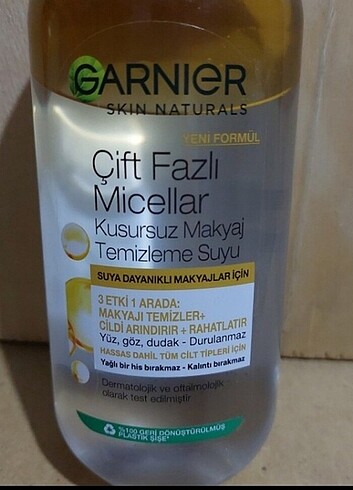 GARNIER
SKIN NATURALS
YENİ FORMÜL
Çift Fazlı
Micellar
Kusursuz Makyaj
Temizleme Suyu
SUYA DAYANIKLI MAKYAJLAR İÇİN
3 ETKİ 1 ARADA:
MAKYAJI TEMİZLER+
CİLDİ ARINDIRIR + RAHATLATIR
Yüz, göz, dudak - Durulanmaz
HASSAS DAHİL TÜM CİLT TİPLERİ İÇİN
Yağlı bir his bırakmaz - Kalıntı bırakmaz
Dermatolojik ve oftalmolojik
olarak test edilmiştir
%100 GERİ DÖNÜŞTÜRÜLMÜŞ
PLASTİK ŞİŞE*